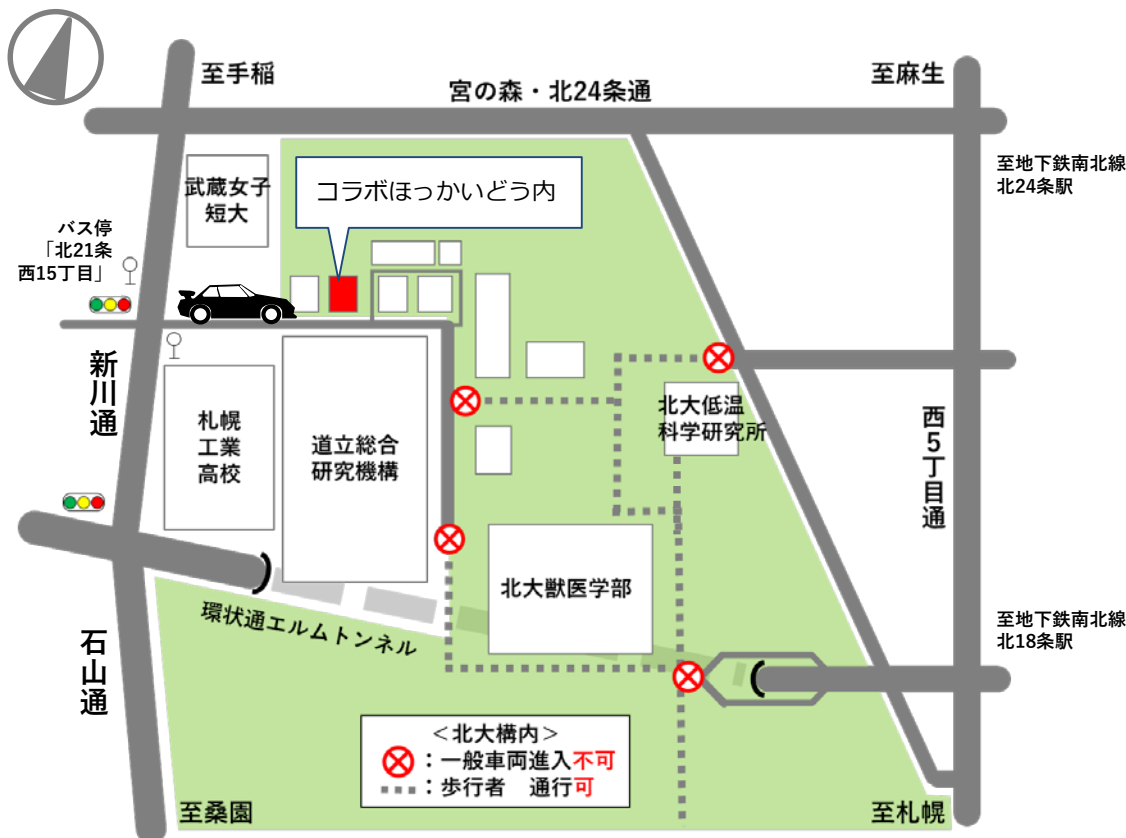 至手稲
至麻生
宮の森・北24条通
至地下鉄南北線
北24条駅
武蔵女子
短大
コラボほっかいどう内
バス停
「北21条
西15丁目」
新川通
札幌
工業
高校
道立総合
研究機構
北大低温
科学研究所
西5丁目通
北大獣医学部
環状通エルムトンネル
至地下鉄南北線
北18条駅
石山通
＜北大構内＞
：一般車両進入不可
：歩行者　通行可
至桑園
至札幌